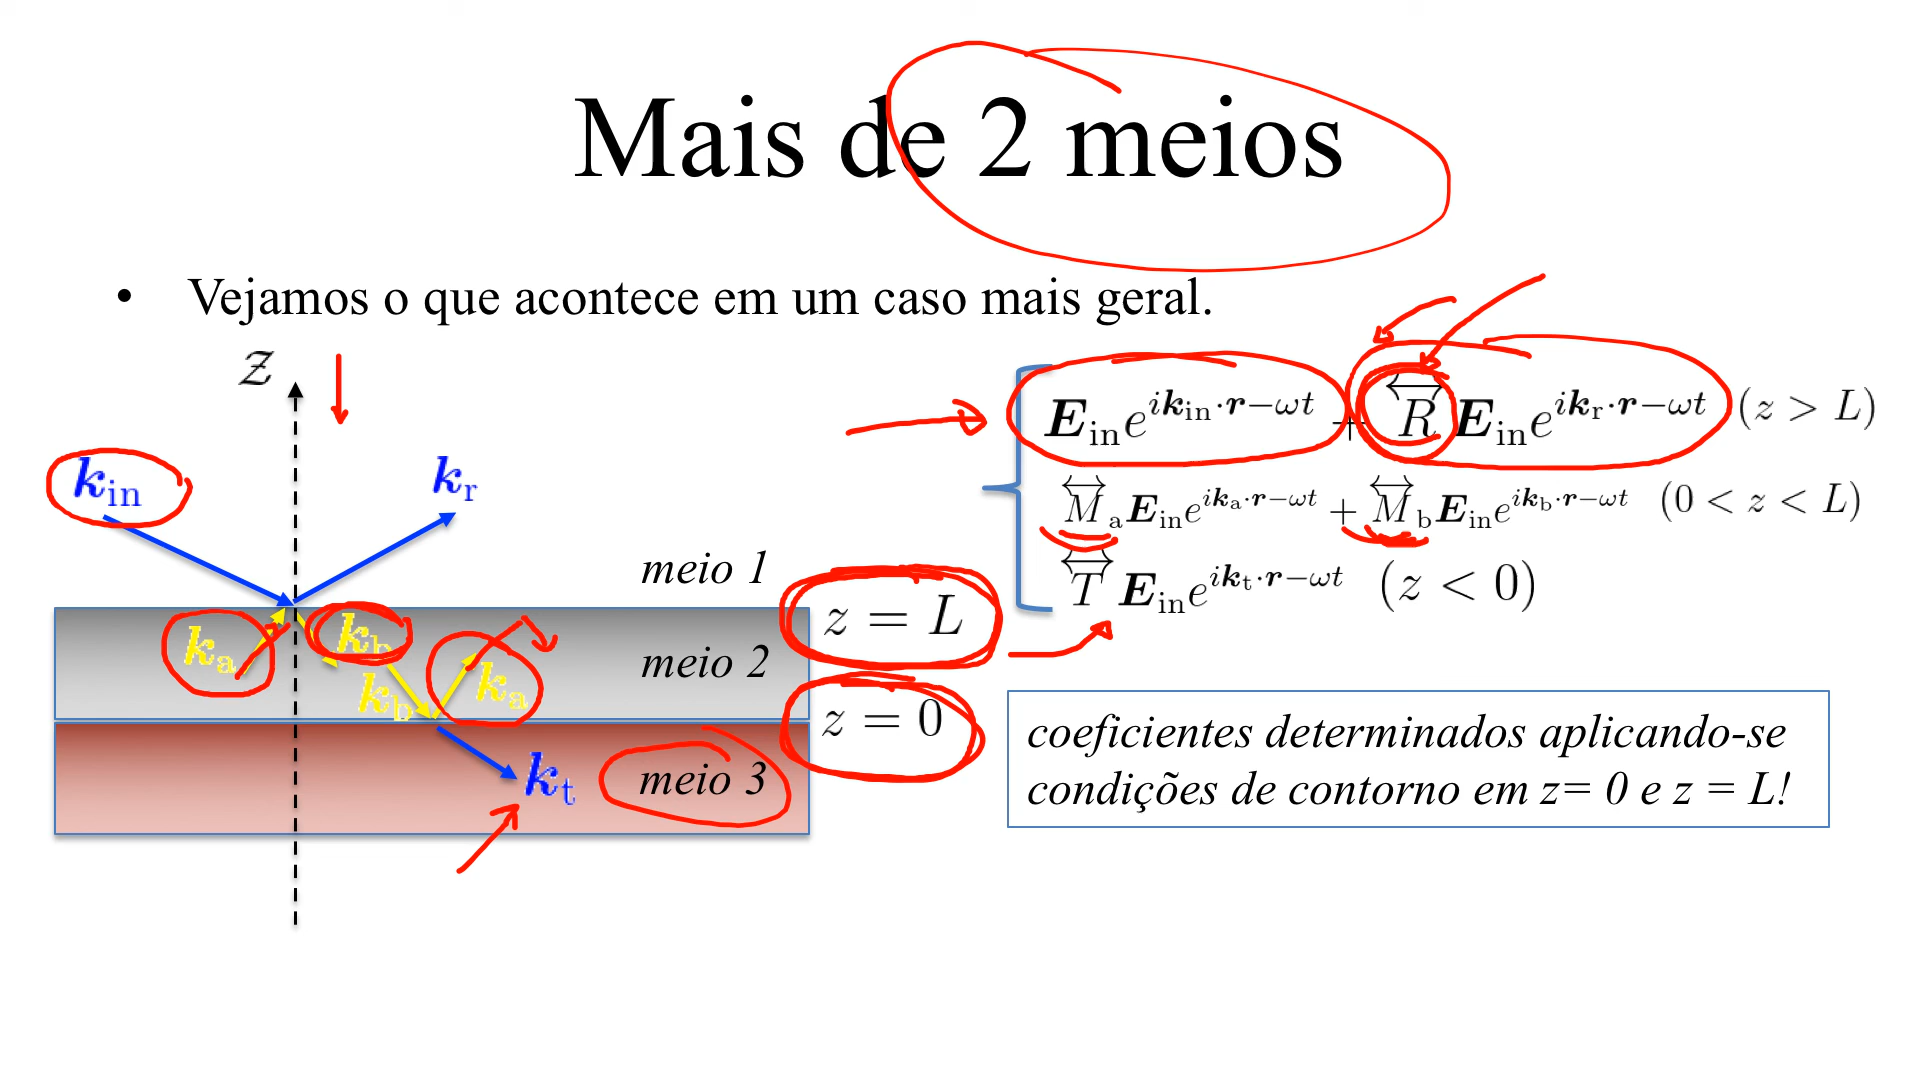 Mais de 2 meios
• Vejamos o que acontece em um caso mais geral.
z
k_in
k_r
meio 1
k_a
k_b
k_b
k_a
meio 2
k_t
meio 3
z = L
z = 0
E_in e^{ik_in·r−ωt} + R⃡ E_in e^{ik_r·r−ωt} (z > L)
M⃡_a E_in e^{ik_a·r−ωt} + M⃡_b E_in e^{ik_b·r−ωt} (0 < z < L)
T⃡ E_in e^{ik_t·r−ωt} (z < 0)
coeficientes determinados aplicando-se
condições de contorno em z= 0 e z = L!